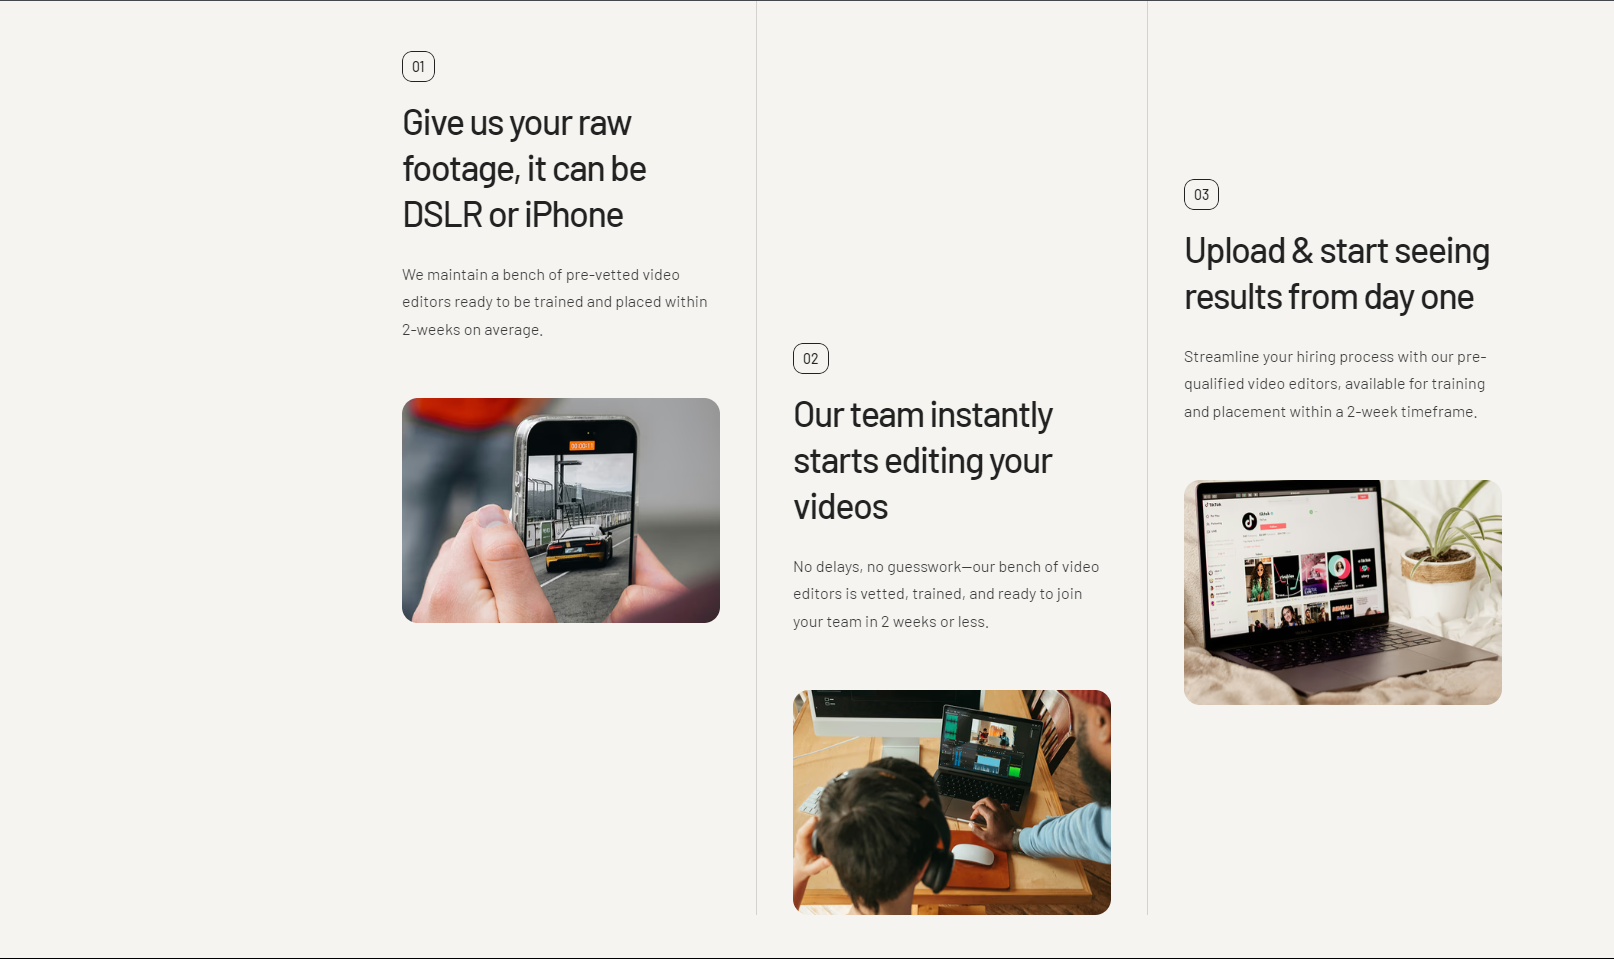 01
Give us your raw
footage, it can be
DSLR or iPhone
We maintain a bench of pre-vetted video
editors ready to be trained and placed within
2-weeks on average.
02
Our team instantly
starts editing your
videos
No delays, no guesswork—our bench of video
editors is vetted, trained, and ready to join
your team in 2 weeks or less.
03
Upload & start seeing
results from day one
Streamline your hiring process with our pre-
qualified video editors, available for training
and placement within a 2-week timeframe.
TikTok